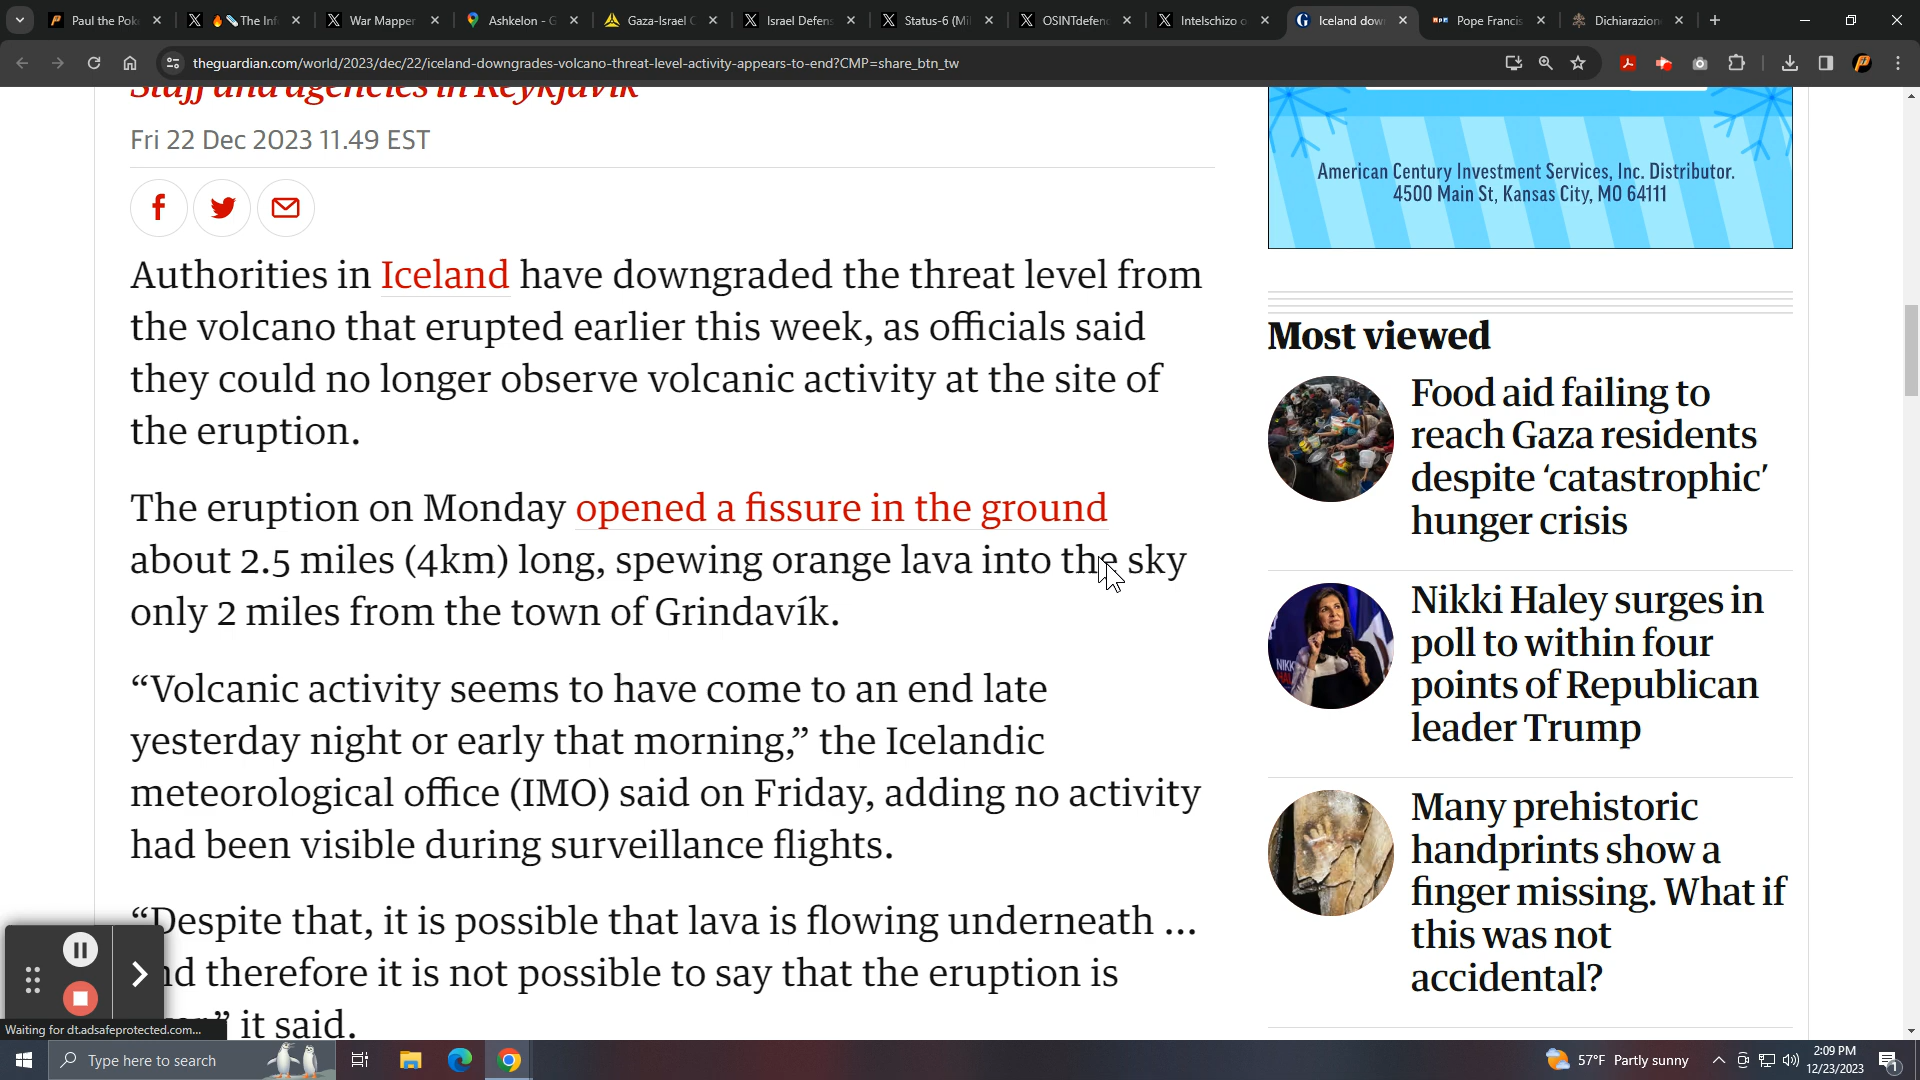 Paul the Pok
🔥✎The Inf
War Mapper
Ashkelon - G
Gaza-Israel C
Israel Defens
Status-6 (Mil
OSINTdefend
Intelschizo o
Iceland dow
npr
Pope Francis
Dichiarazion
theguardian.com/world/2023/dec/22/iceland-downgrades-volcano-threat-level-activity-appears-to-end?CMP=share_btn_tw
Staff and agencies in Reykjavik
Fri 22 Dec 2023 11.49 EST
Authorities in Iceland have downgraded the threat level from
the volcano that erupted earlier this week, as officials said
they could no longer observe volcanic activity at the site of
the eruption.
The eruption on Monday opened a fissure in the ground
about 2.5 miles (4km) long, spewing orange lava into the sky
only 2 miles from the town of Grindavík.
“Volcanic activity seems to have come to an end late
yesterday night or early that morning,” the Icelandic
meteorological office (IMO) said on Friday, adding no activity
had been visible during surveillance flights.
“Despite that, it is possible that lava is flowing underneath ...
nd therefore it is not possible to say that the eruption is
” it said.
American Century Investment Services, Inc. Distributor.
4500 Main St, Kansas City, MO 64111
Most viewed
Food aid failing to
reach Gaza residents
despite ‘catastrophic’
hunger crisis
NIKK
Nikki Haley surges in
poll to within four
points of Republican
leader Trump
Many prehistoric
handprints show a
finger missing. What if
this was not
accidental?
Waiting for dt.adsafeprotected.com...
Type here to search
57°F Partly sunny
2:09 PM
12/23/2023
1